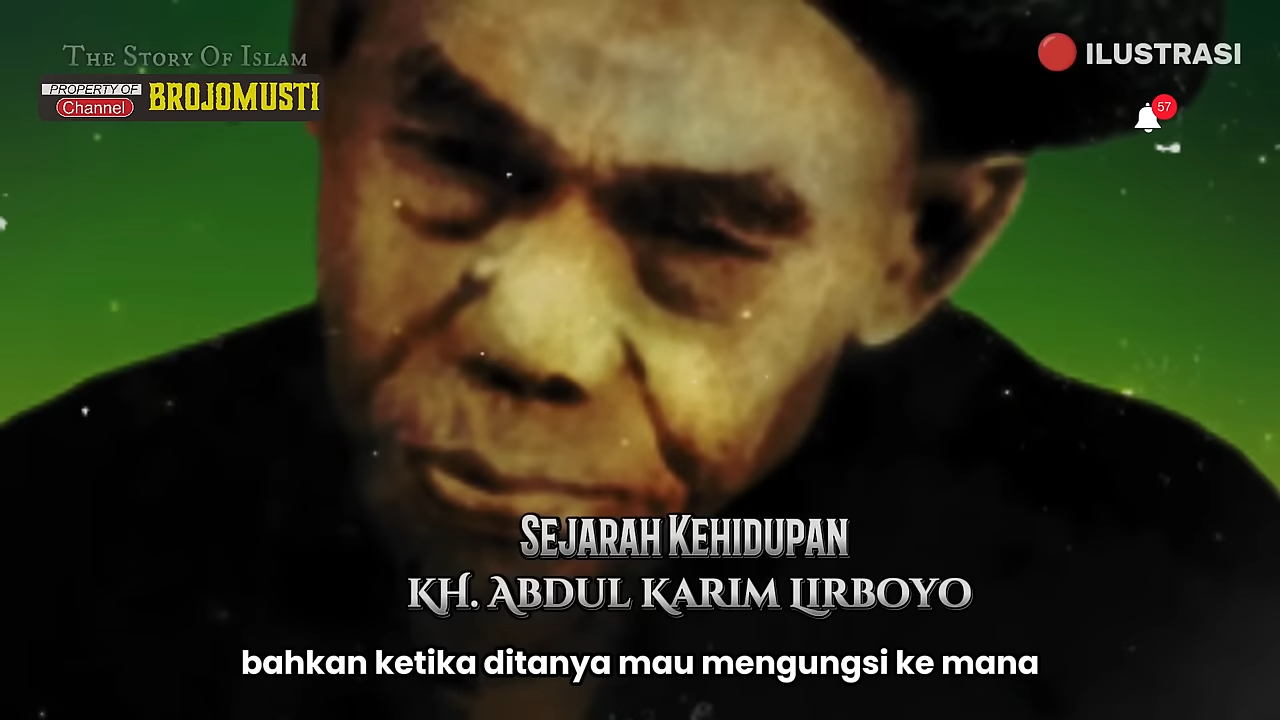 The Story Of Islam
PROPERTY OF
Channel
BROJOMUSTI
ILUSTRASI
57
Sejarah Kehidupan
KH. Abdul Karim Lirboyo
bahkan ketika ditanya mau mengungsi ke mana